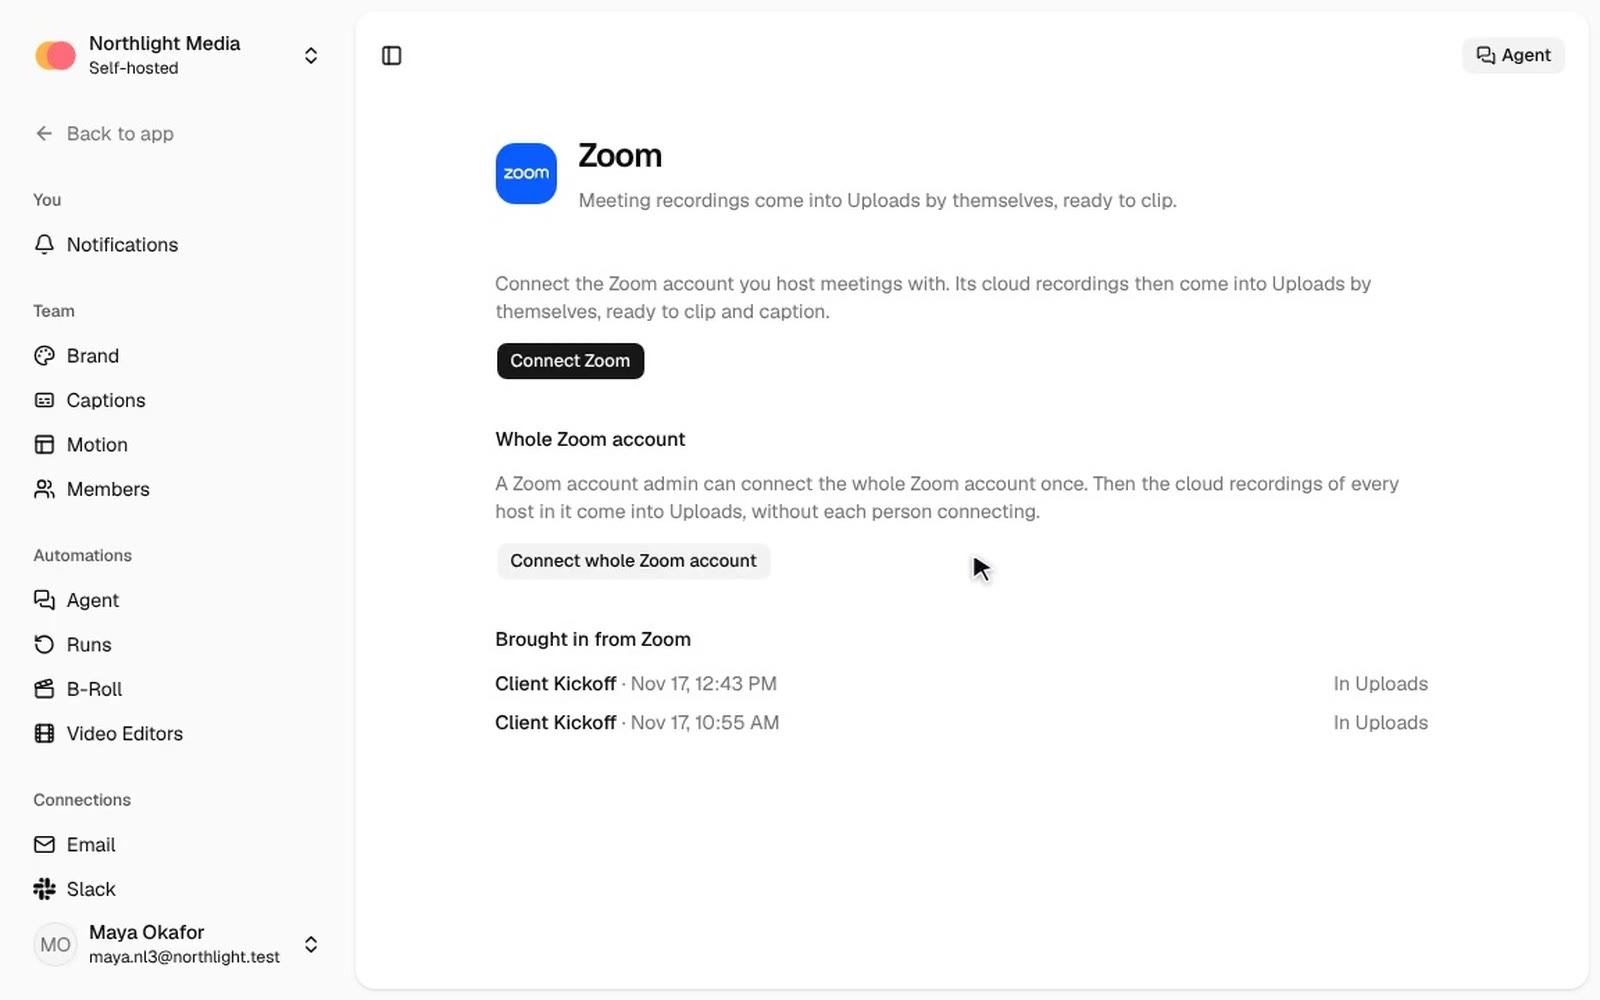 Northlight Media
Self-hosted
Back to app
You
Notifications
Team
Brand
Captions
Motion
Members
Automations
Agent
Runs
B-Roll
Video Editors
Connections
Email
Slack
MO
Maya Okafor
maya.nl3@northlight.test
Agent
zoom
Zoom
Meeting recordings come into Uploads by themselves, ready to clip.
Connect the Zoom account you host meetings with. Its cloud recordings then come into Uploads by
themselves, ready to clip and caption.
Connect Zoom
Whole Zoom account
A Zoom account admin can connect the whole Zoom account once. Then the cloud recordings of every
host in it come into Uploads, without each person connecting.
Connect whole Zoom account
Brought in from Zoom
Client Kickoff · Nov 17, 12:43 PM In Uploads
Client Kickoff · Nov 17, 10:55 AM In Uploads